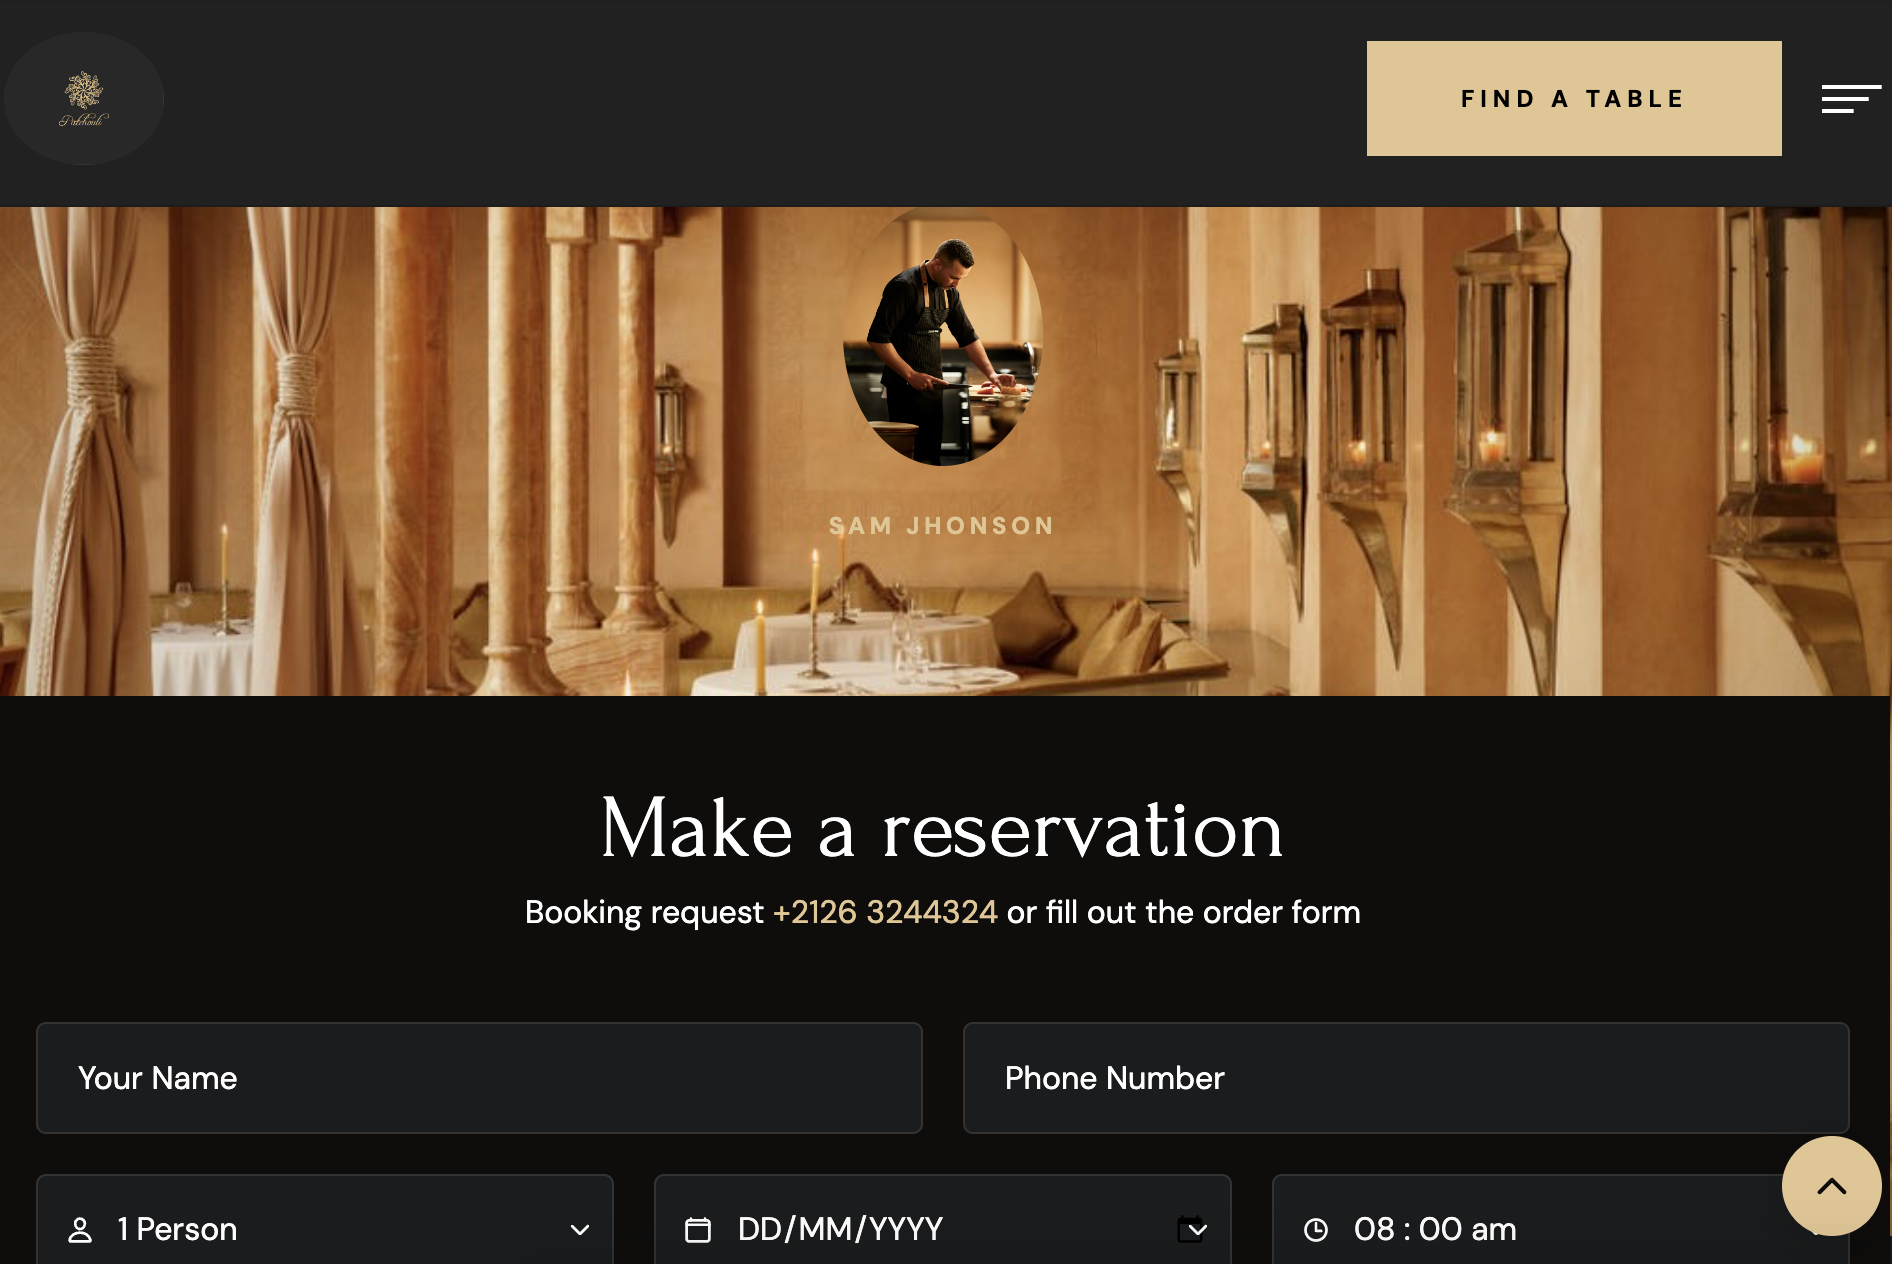 Patchouli
FIND A TABLE
SAM JHONSON
Make a reservation
Booking request +2126 3244324 or fill out the order form
Your Name
Phone Number
1 Person
DD/MM/YYYY
08 : 00 am